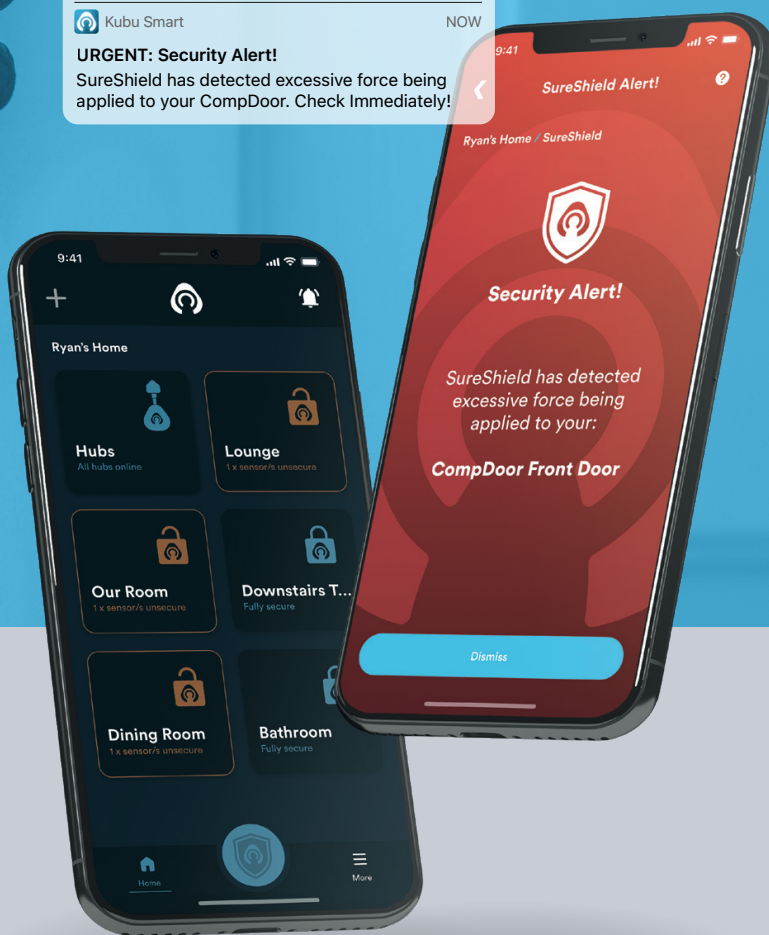 Kubu Smart
NOW
URGENT: Security Alert!
SureShield has detected excessive force being
applied to your CompDoor. Check Immediately!
9:41
SureShield Alert!
?
Ryan's Home / SureShield
Security Alert!
SureShield has detected
excessive force being
applied to your:
CompDoor Front Door
Dismiss
9:41
Ryan's Home
Hubs
All hubs online
Lounge
1 x sensor/s unsecure
Our Room
1 x sensor/s unsecure
Downstairs T...
Fully secure
Dining Room
1 x sensor/s unsecure
Bathroom
Fully secure
Home
More